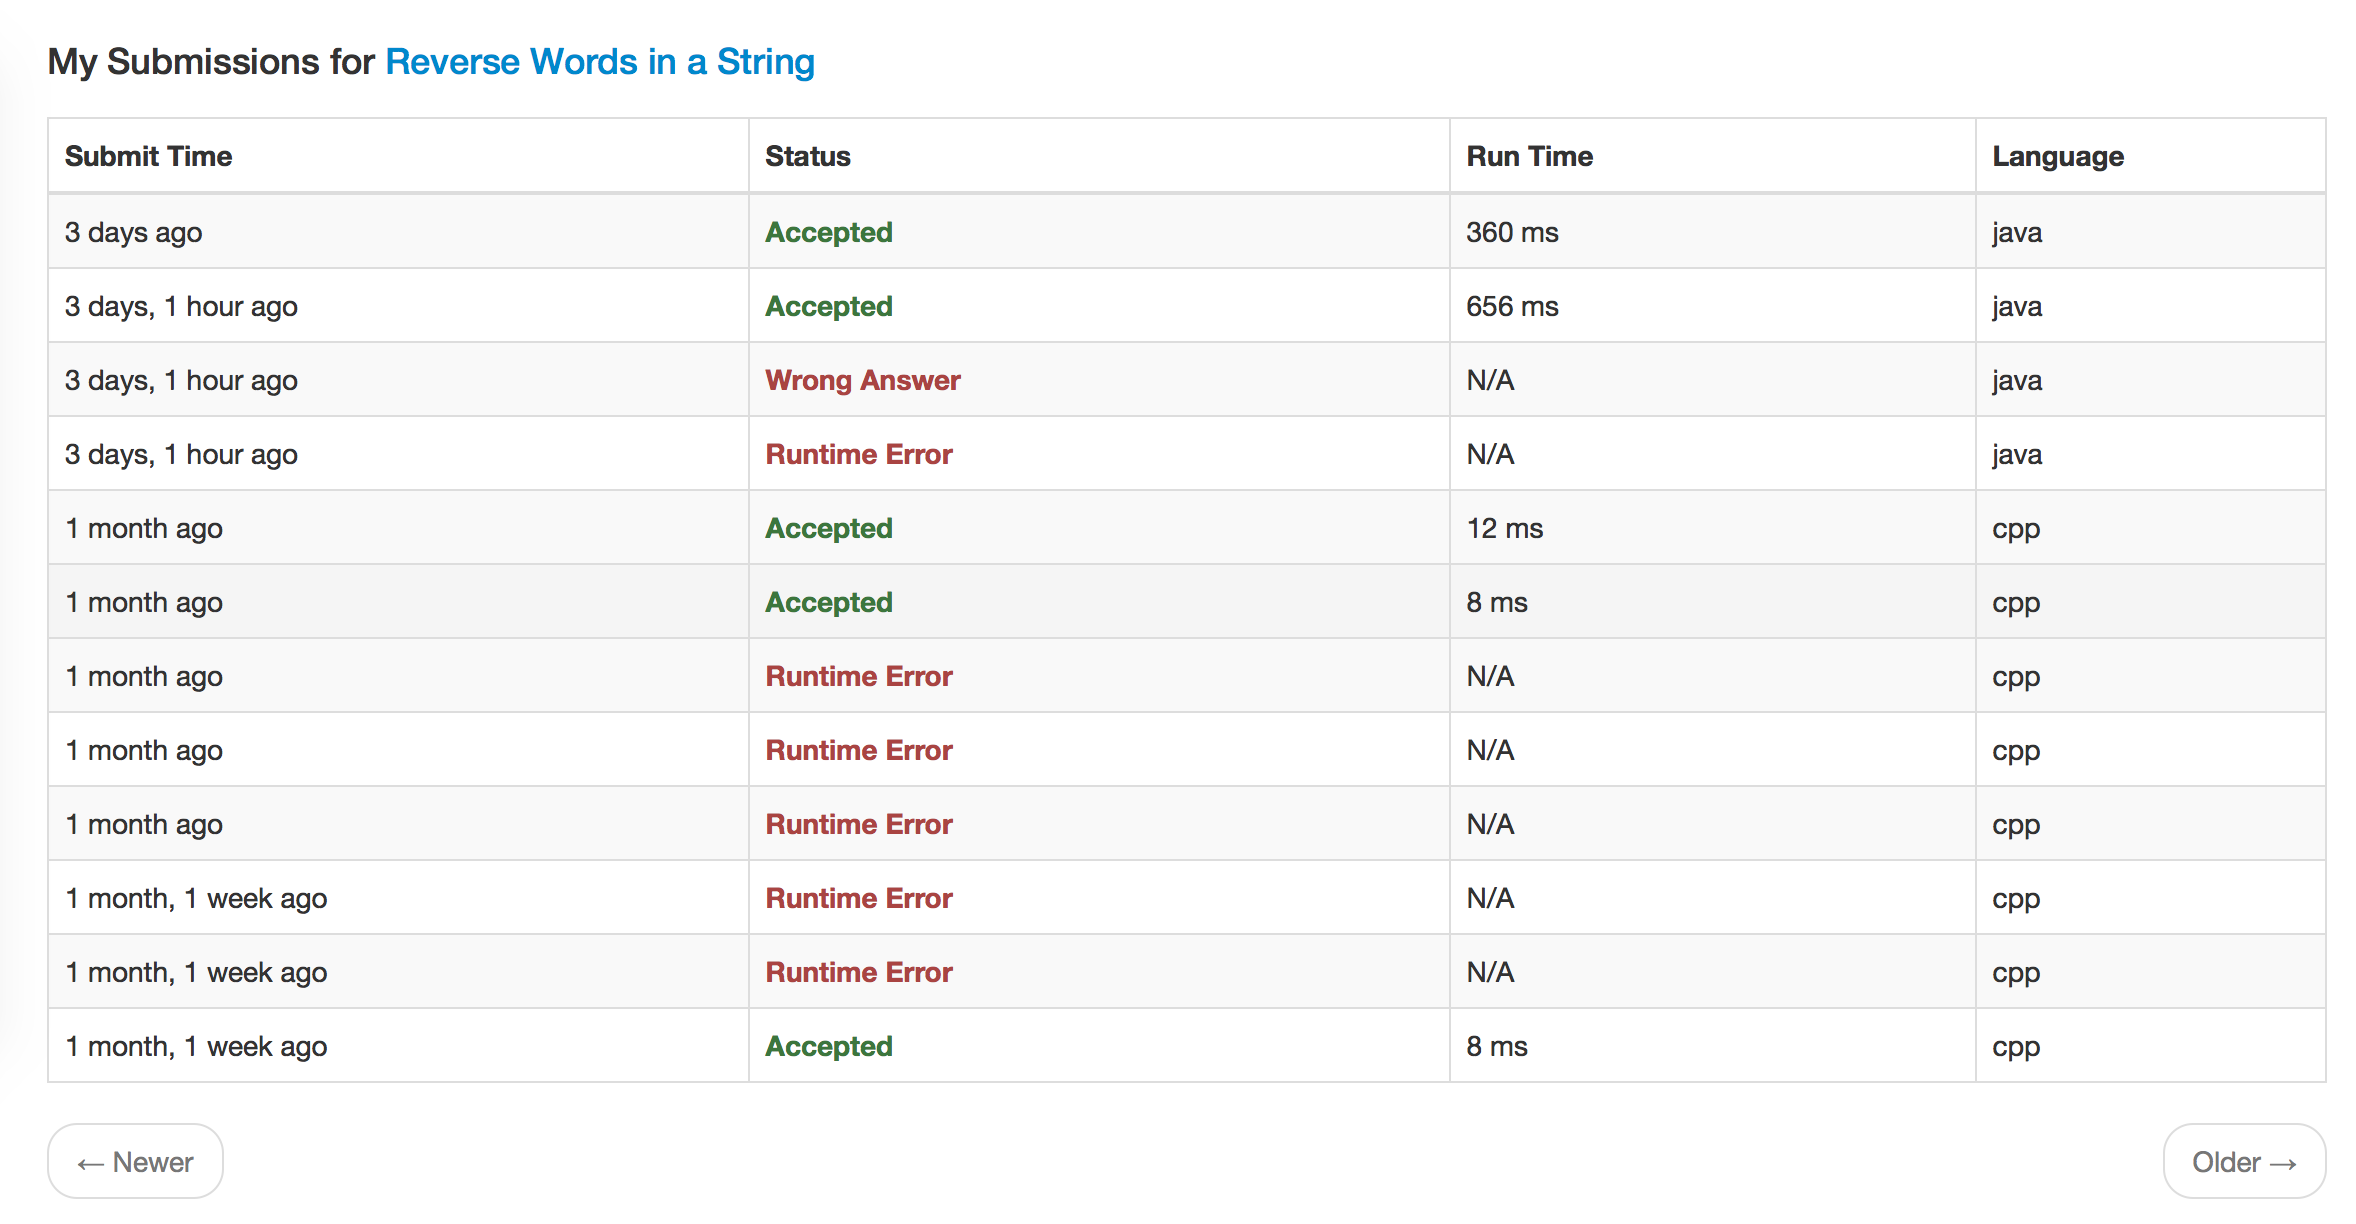 My Submissions for Reverse Words in a String
Submit Time Status Run Time Language
3 days ago Accepted 360 ms java
3 days, 1 hour ago Accepted 656 ms java
3 days, 1 hour ago Wrong Answer N/A java
3 days, 1 hour ago Runtime Error N/A java
1 month ago Accepted 12 ms cpp
1 month ago Accepted 8 ms cpp
1 month ago Runtime Error N/A cpp
1 month ago Runtime Error N/A cpp
1 month ago Runtime Error N/A cpp
1 month, 1 week ago Runtime Error N/A cpp
1 month, 1 week ago Runtime Error N/A cpp
1 month, 1 week ago Accepted 8 ms cpp
← Newer Older →